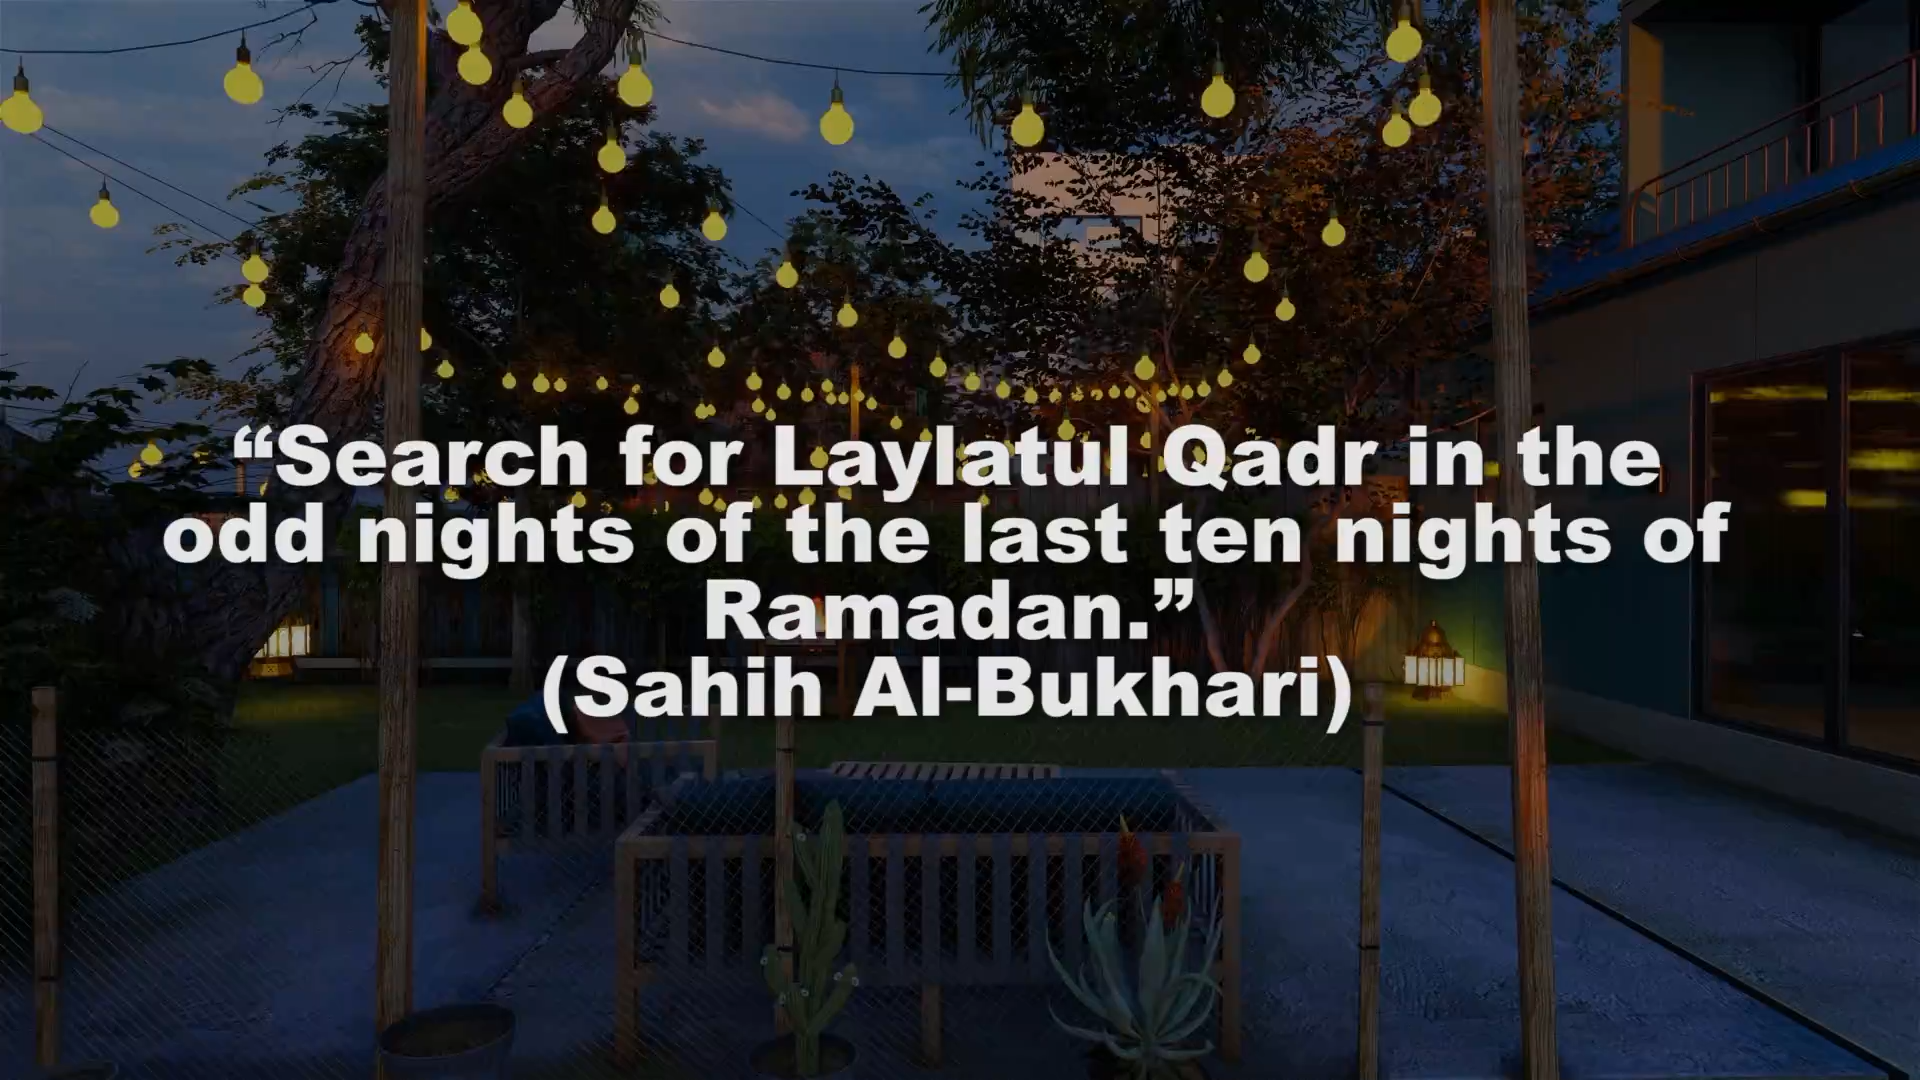 “Search for Laylatul Qadr in the
odd nights of the last ten nights of
Ramadan.”
(Sahih Al-Bukhari)